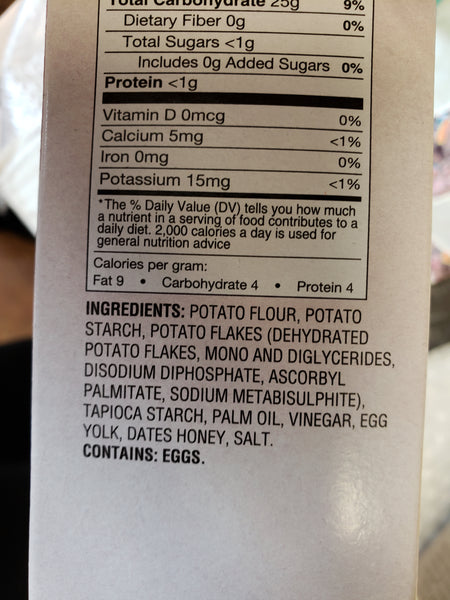 Total Carbohydrate 25g 9%
Dietary Fiber 0g 0%
Total Sugars <1g
Includes 0g Added Sugars 0%
Protein <1g
Vitamin D 0mcg 0%
Calcium 5mg <1%
Iron 0mg 0%
Potassium 15mg <1%
*The % Daily Value (DV) tells you how much
a nutrient in a serving of food contributes to a
daily diet. 2,000 calories a day is used for
general nutrition advice
Calories per gram:
Fat 9 • Carbohydrate 4 • Protein 4
INGREDIENTS: POTATO FLOUR, POTATO
STARCH, POTATO FLAKES (DEHYDRATED
POTATO FLAKES, MONO AND DIGLYCERIDES,
DISODIUM DIPHOSPHATE, ASCORBYL
PALMITATE, SODIUM METABISULPHITE),
TAPIOCA STARCH, PALM OIL, VINEGAR, EGG
YOLK, DATES HONEY, SALT.
CONTAINS: EGGS.